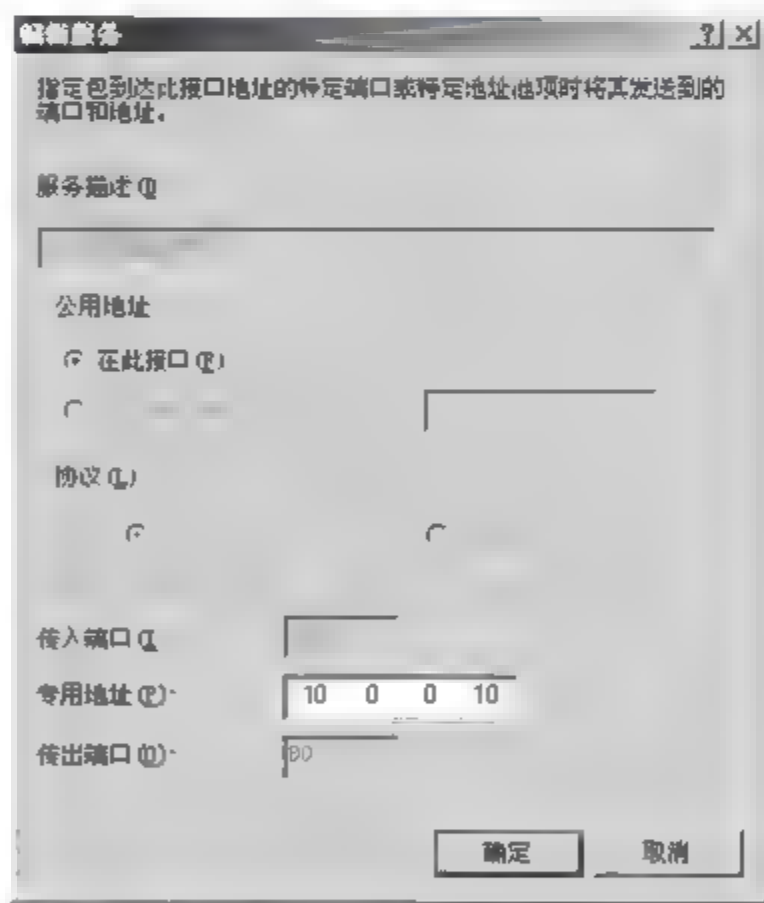 编辑服务
指定包到达此接口地址的特定端口或特定地址池项时将其发送到的
端口和地址。
服务描述
公用地址
在此接口(F)
协议(L)
传入端口(I
专用地址(P):
10 0 0 10
传出端口(O):
80
确定
取消